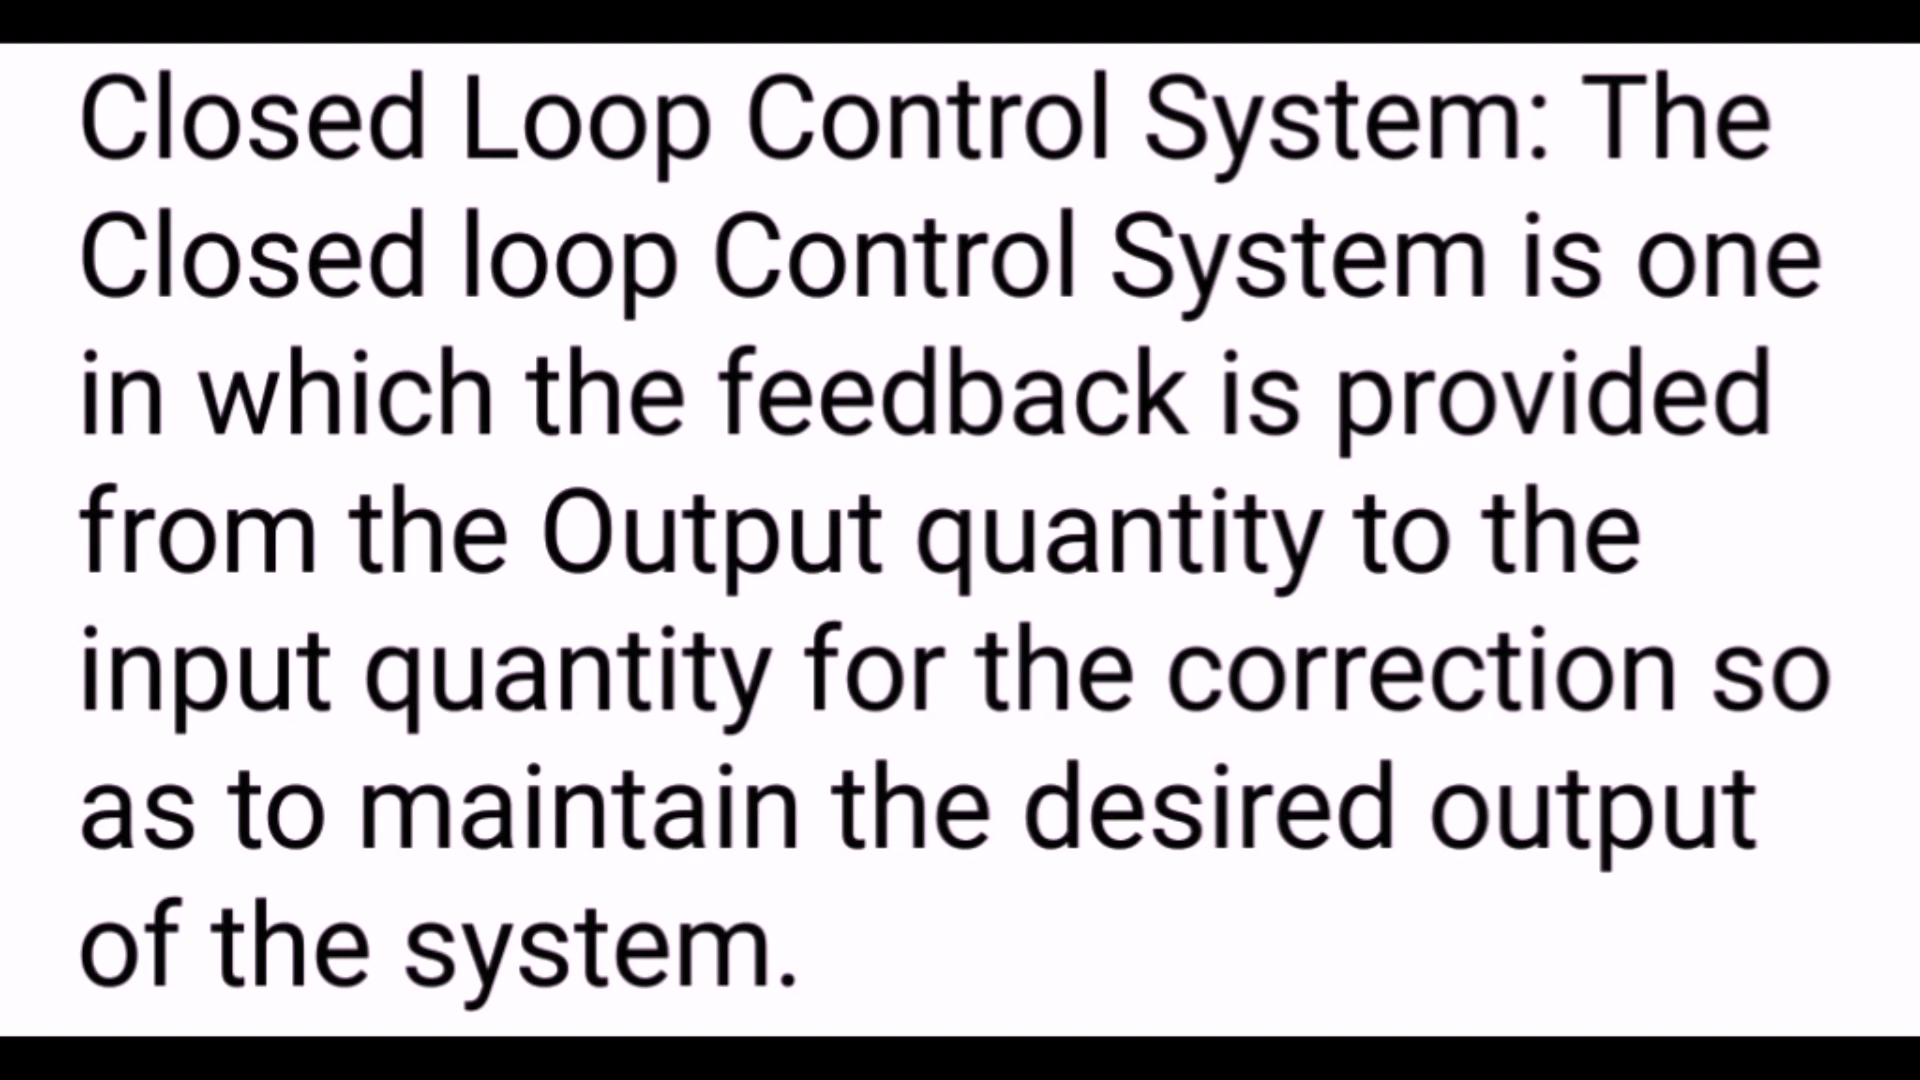 Closed Loop Control System: The
Closed loop Control System is one
in which the feedback is provided
from the Output quantity to the
input quantity for the correction so
as to maintain the desired output
of the system.